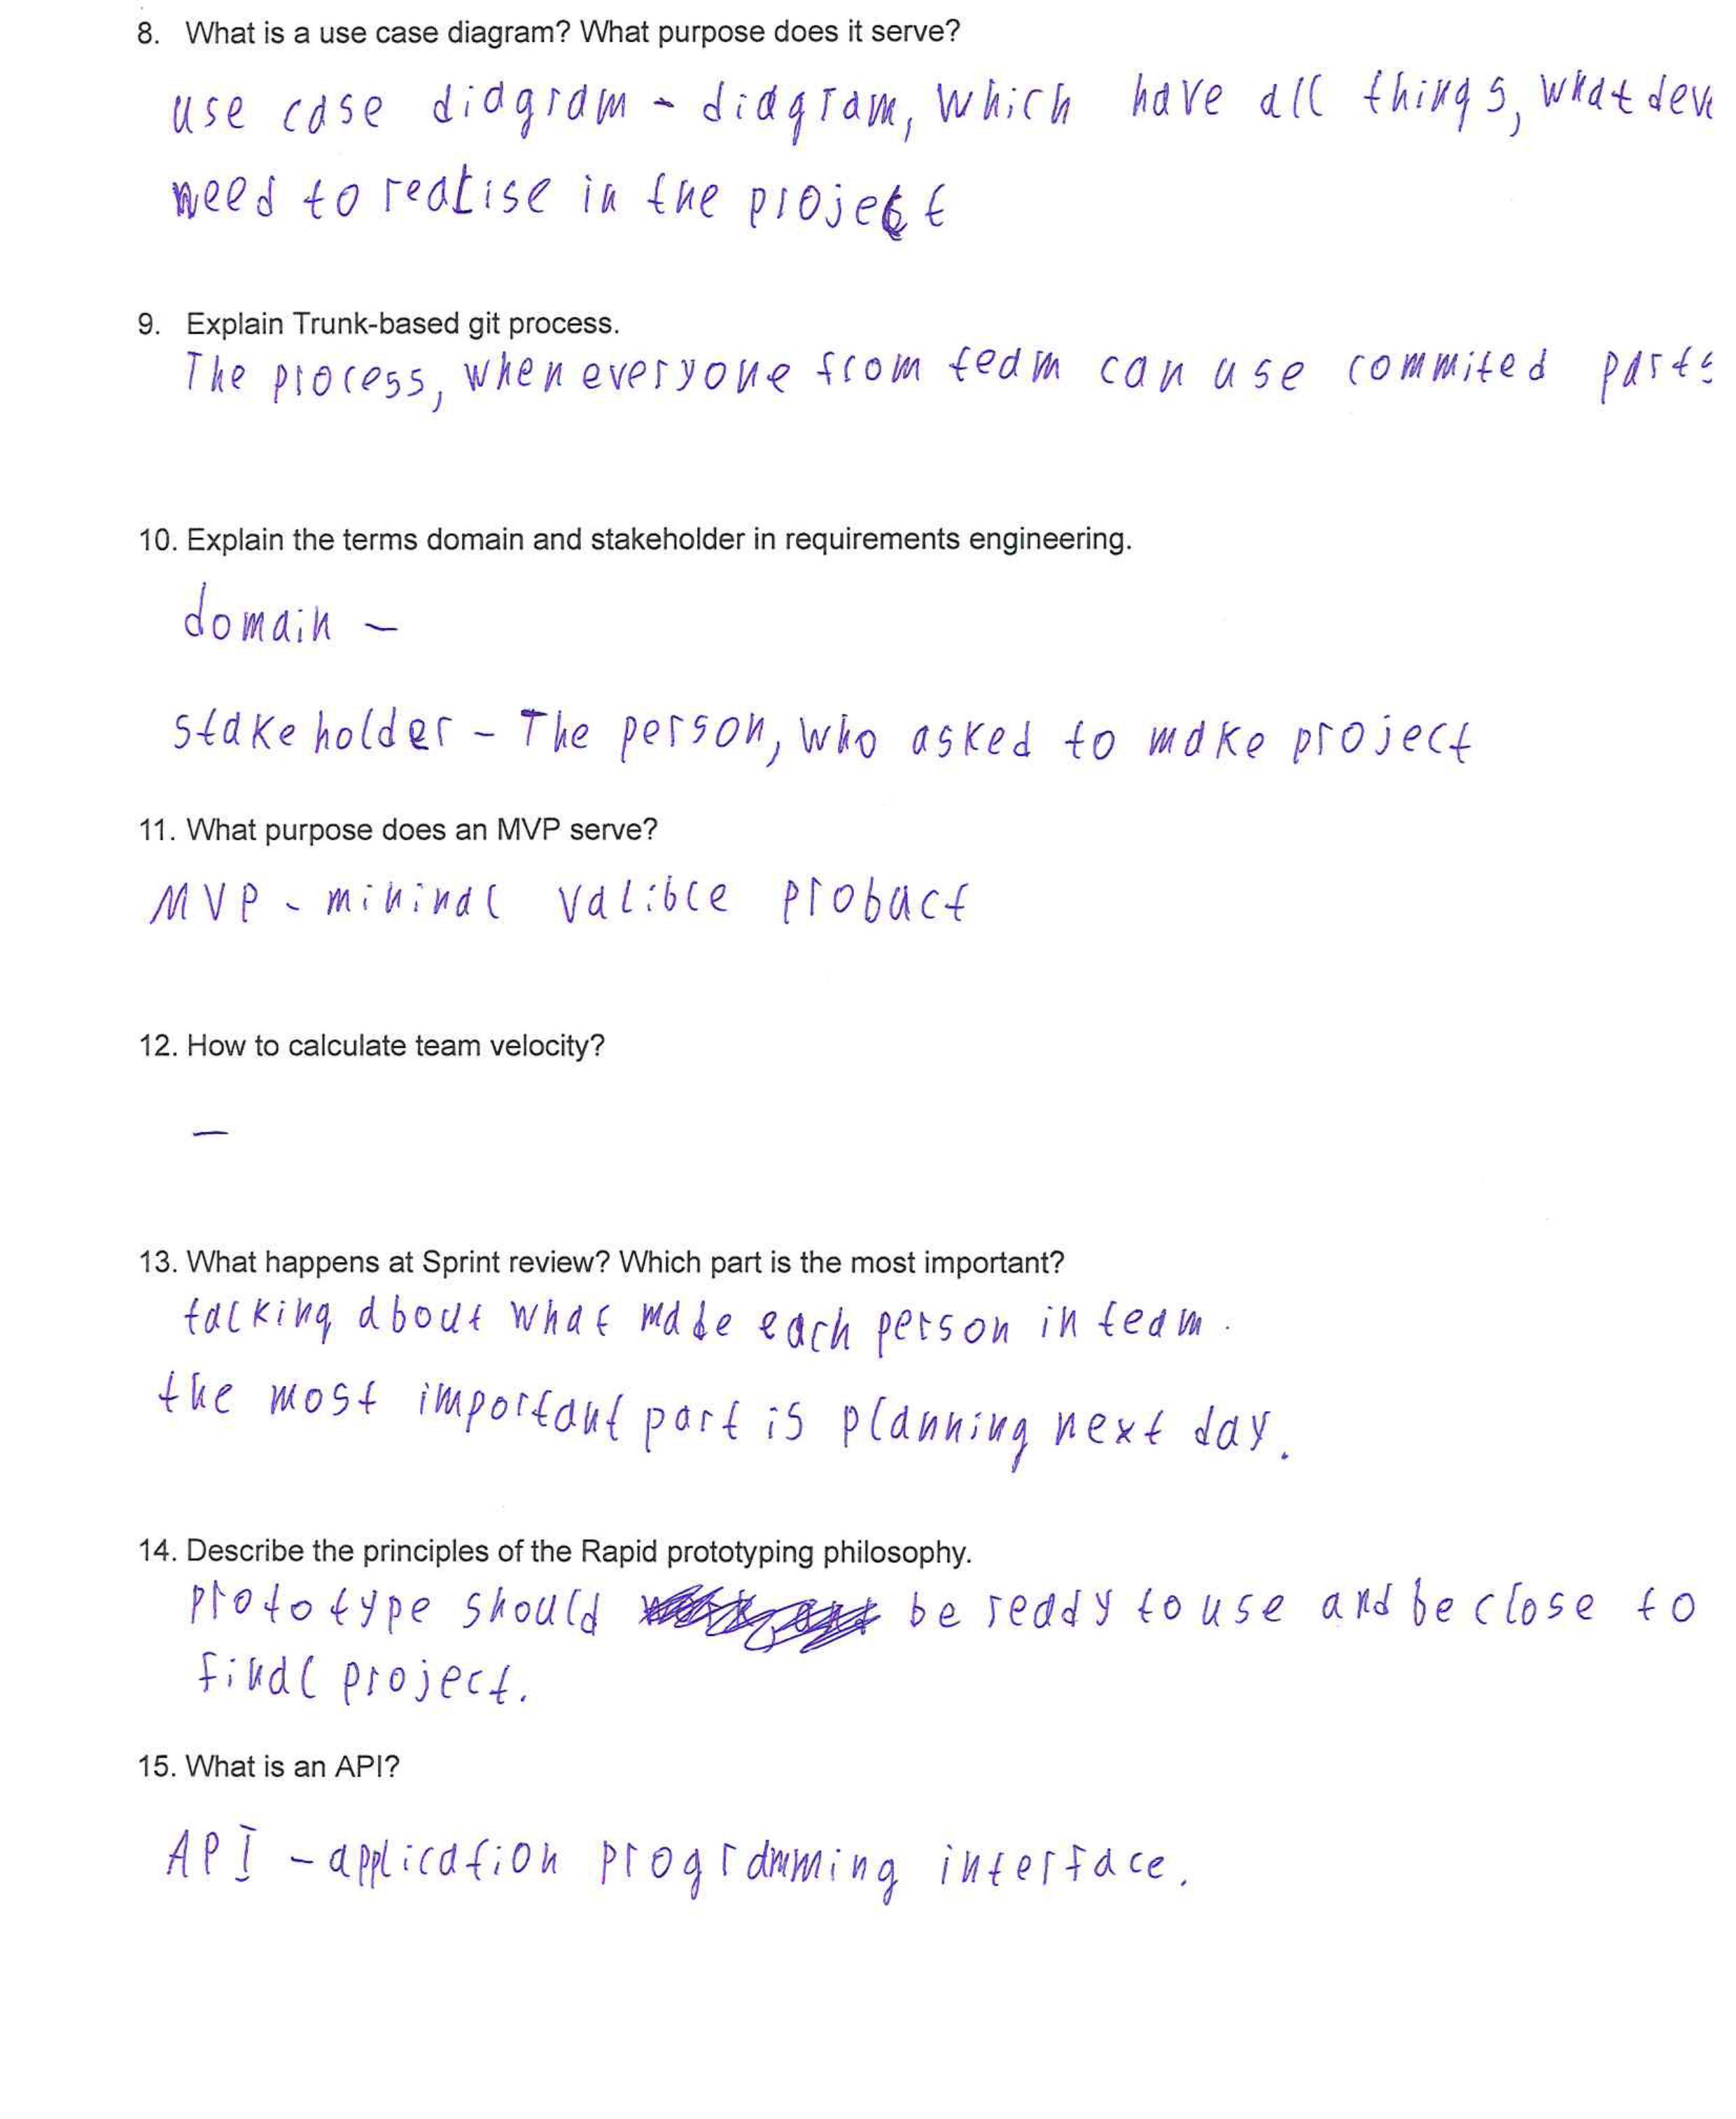 8. What is a use case diagram? What purpose does it serve?
use case diagram - diagram, which have all things, what dev
need to realise in the project
9. Explain Trunk-based git process.
The process, when everyone from team can use commited parts
10. Explain the terms domain and stakeholder in requirements engineering.
domain -
stakeholder - The person, who asked to make project
11. What purpose does an MVP serve?
MVP - mininal valible probuct
12. How to calculate team velocity?
-
13. What happens at Sprint review? Which part is the most important?
talking about what made each person in team.
the most important part is planning next day.
14. Describe the principles of the Rapid prototyping philosophy.
prototype should be ready to use and be close to
final project.
15. What is an API?
API - application programming interface.